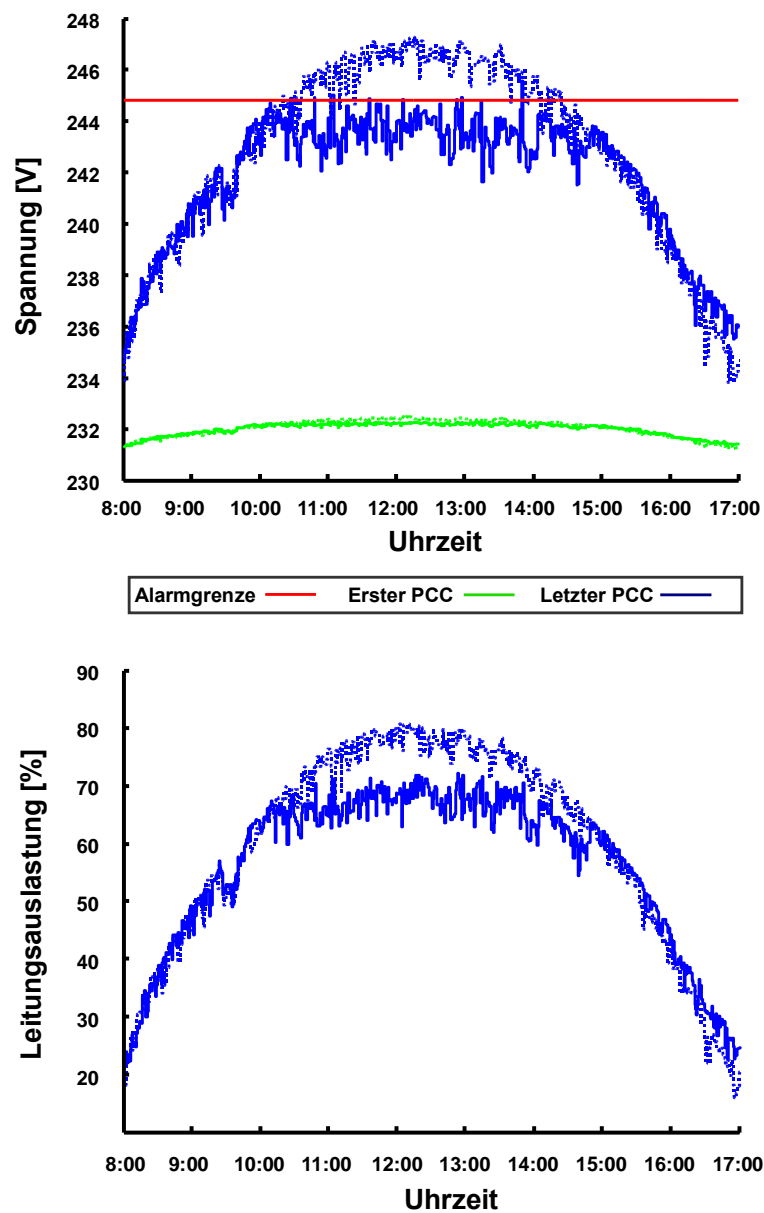 Spannung [V]
248
246
244
242
240
238
236
234
232
230
8:00 9:00 10:00 11:00 12:00 13:00 14:00 15:00 16:00 17:00
Uhrzeit
Alarmgrenze Erster PCC Letzter PCC
Leitungsauslastung [%]
90
80
70
60
50
40
30
20
8:00 9:00 10:00 11:00 12:00 13:00 14:00 15:00 16:00 17:00
Uhrzeit